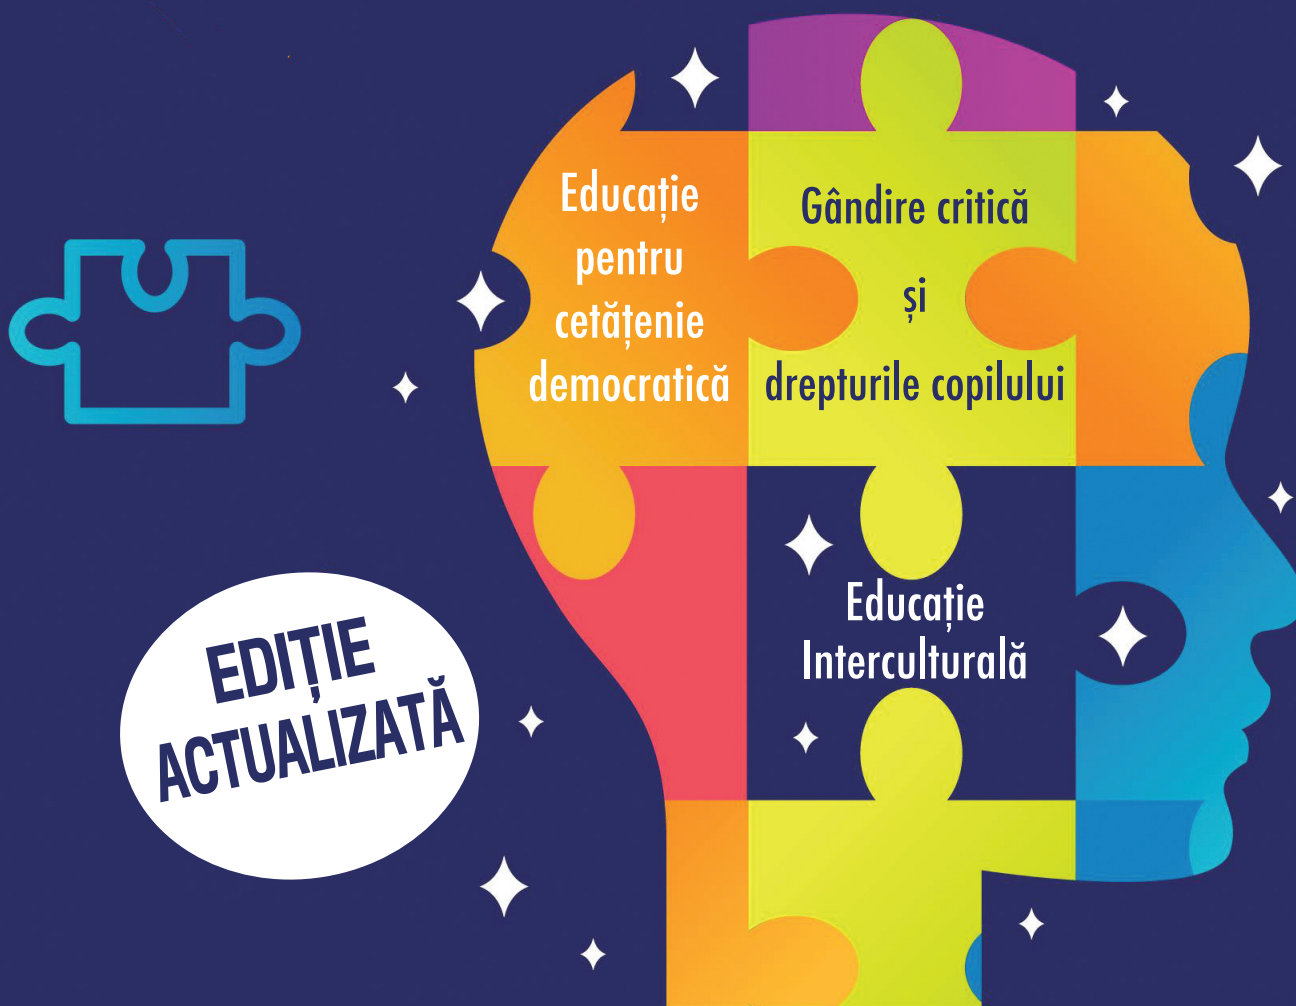 Educație
pentru
cetățenie
democratică
Gândire critică
și
drepturile copilului
Educație
Interculturală
EDIȚIE
ACTUALIZATĂ